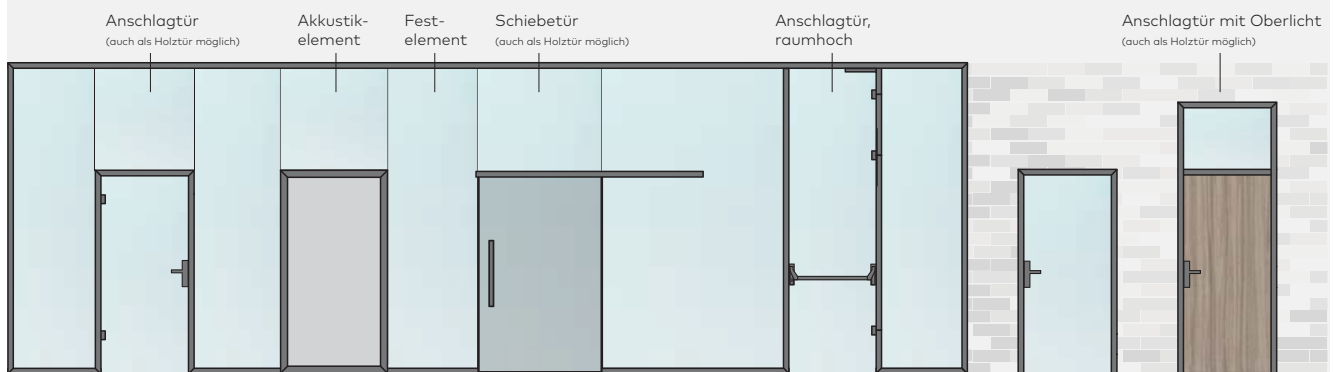 Anschlagtür
(auch als Holztür möglich)
Akkustik-
element
Fest-
element
Schiebetür
(auch als Holztür möglich)
Anschlagtür,
raumhoch
Anschlagtür mit Oberlicht
(auch als Holztür möglich)